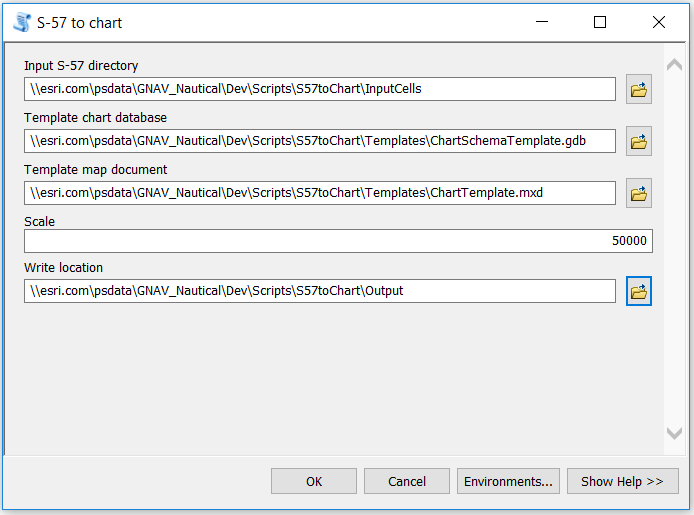 S-57 to chart
Input S-57 directory
\\esri.com\psdata\GNAV_Nautical\Dev\Scripts\S57toChart\InputCells
Template chart database
\\esri.com\psdata\GNAV_Nautical\Dev\Scripts\S57toChart\Templates\ChartSchemaTemplate.gdb
Template map document
\\esri.com\psdata\GNAV_Nautical\Dev\Scripts\S57toChart\Templates\ChartTemplate.mxd
Scale
50000
Write location
\\esri.com\psdata\GNAV_Nautical\Dev\Scripts\S57toChart\Output
OK Cancel Environments... Show Help >>